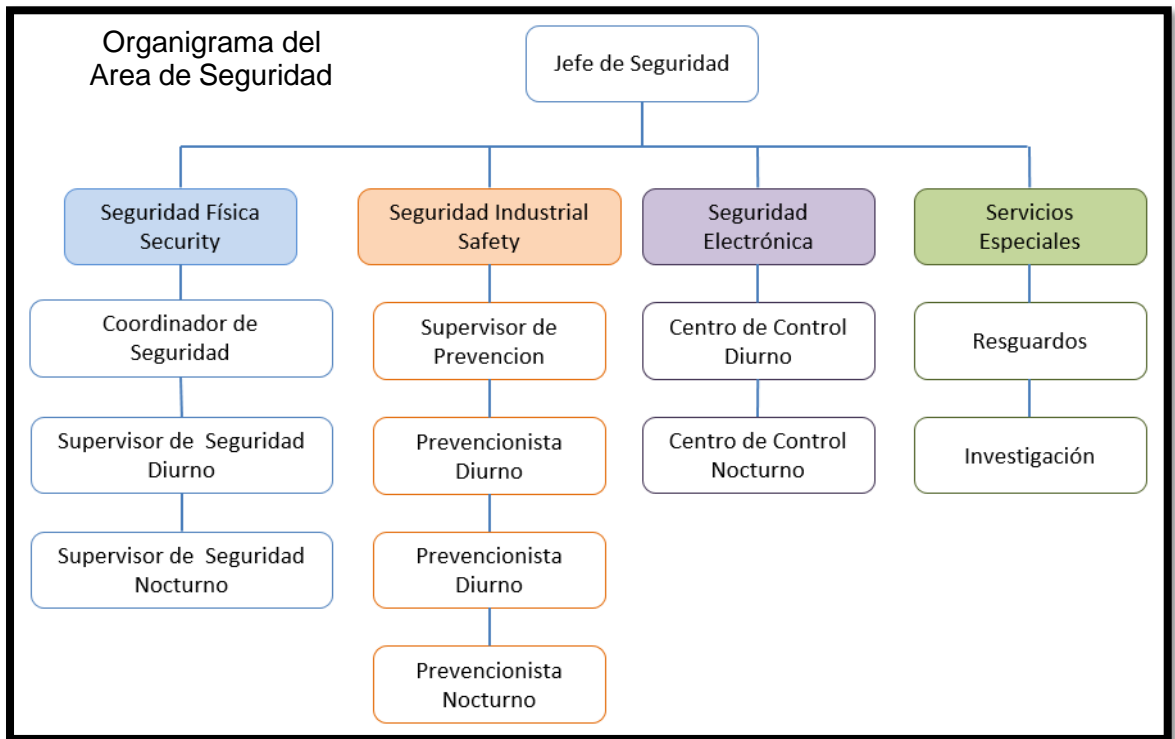 Organigrama del
Area de Seguridad
Jefe de Seguridad
Seguridad Física
Security
Seguridad Industrial
Safety
Seguridad
Electrónica
Servicios
Especiales
Coordinador de
Seguridad
Supervisor de
Prevencion
Centro de Control
Diurno
Resguardos
Supervisor de Seguridad
Diurno
Prevencionista
Diurno
Centro de Control
Nocturno
Investigación
Supervisor de Seguridad
Nocturno
Prevencionista
Diurno
Prevencionista
Nocturno